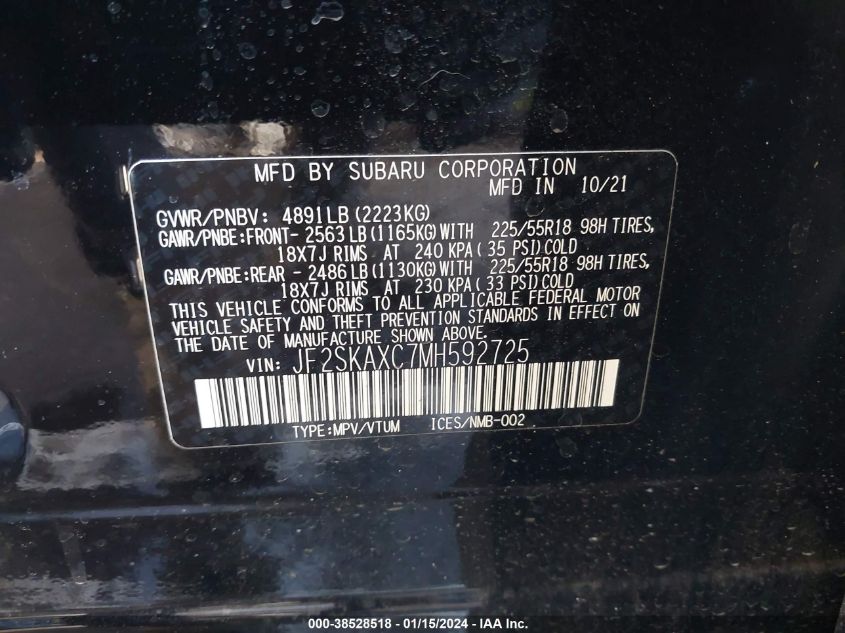 MFD BY SUBARU CORPORATION
MFD IN 10/21
GVWR/PNBV: 4891LB (2223KG)
GAWR/PNBE:FRONT- 2563LB (1165KG)WITH 225/55R18 98H TIRES,
18X7J RIMS AT 240 KPA( 35 PSI)COLD
GAWR/PNBE:REAR - 2486LB (1130KG)WITH 225/55R18 98H TIRES,
18X7J RIMS AT 230 KPA( 33 PSI)COLD
THIS VEHICLE CONFORMS TO ALL APPLICABLE FEDERAL MOTOR
VEHICLE SAFETY AND THEFT PREVENTION STANDARDS IN EFFECT ON
THE DATE OF MANUFACTURE SHOWN ABOVE.
VIN: JF2SKAXC7MH592725
TYPE:MPV/VTUM ICES/NMB-002
000-38528518 - 01/15/2024 - IAA Inc.